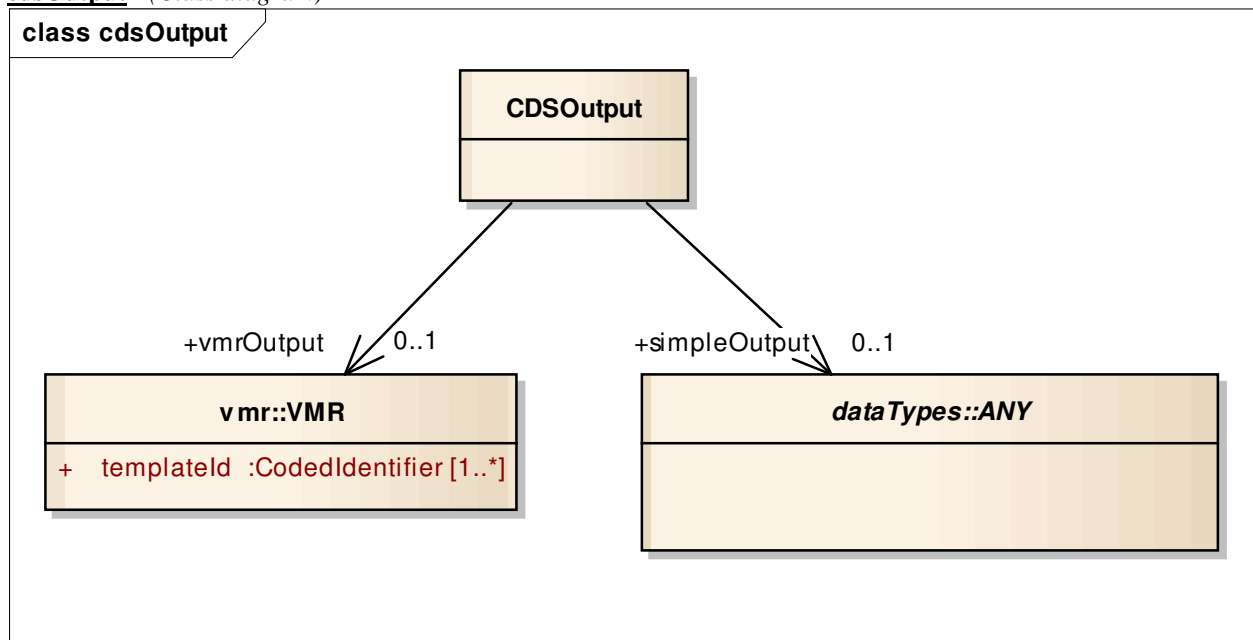 class cdsOutput
CDSOutput
+vmrOutput 0..1
+simpleOutput 0..1
vmr::VMR
+ templateId :CodedIdentifier [1..*]
dataTypes::ANY